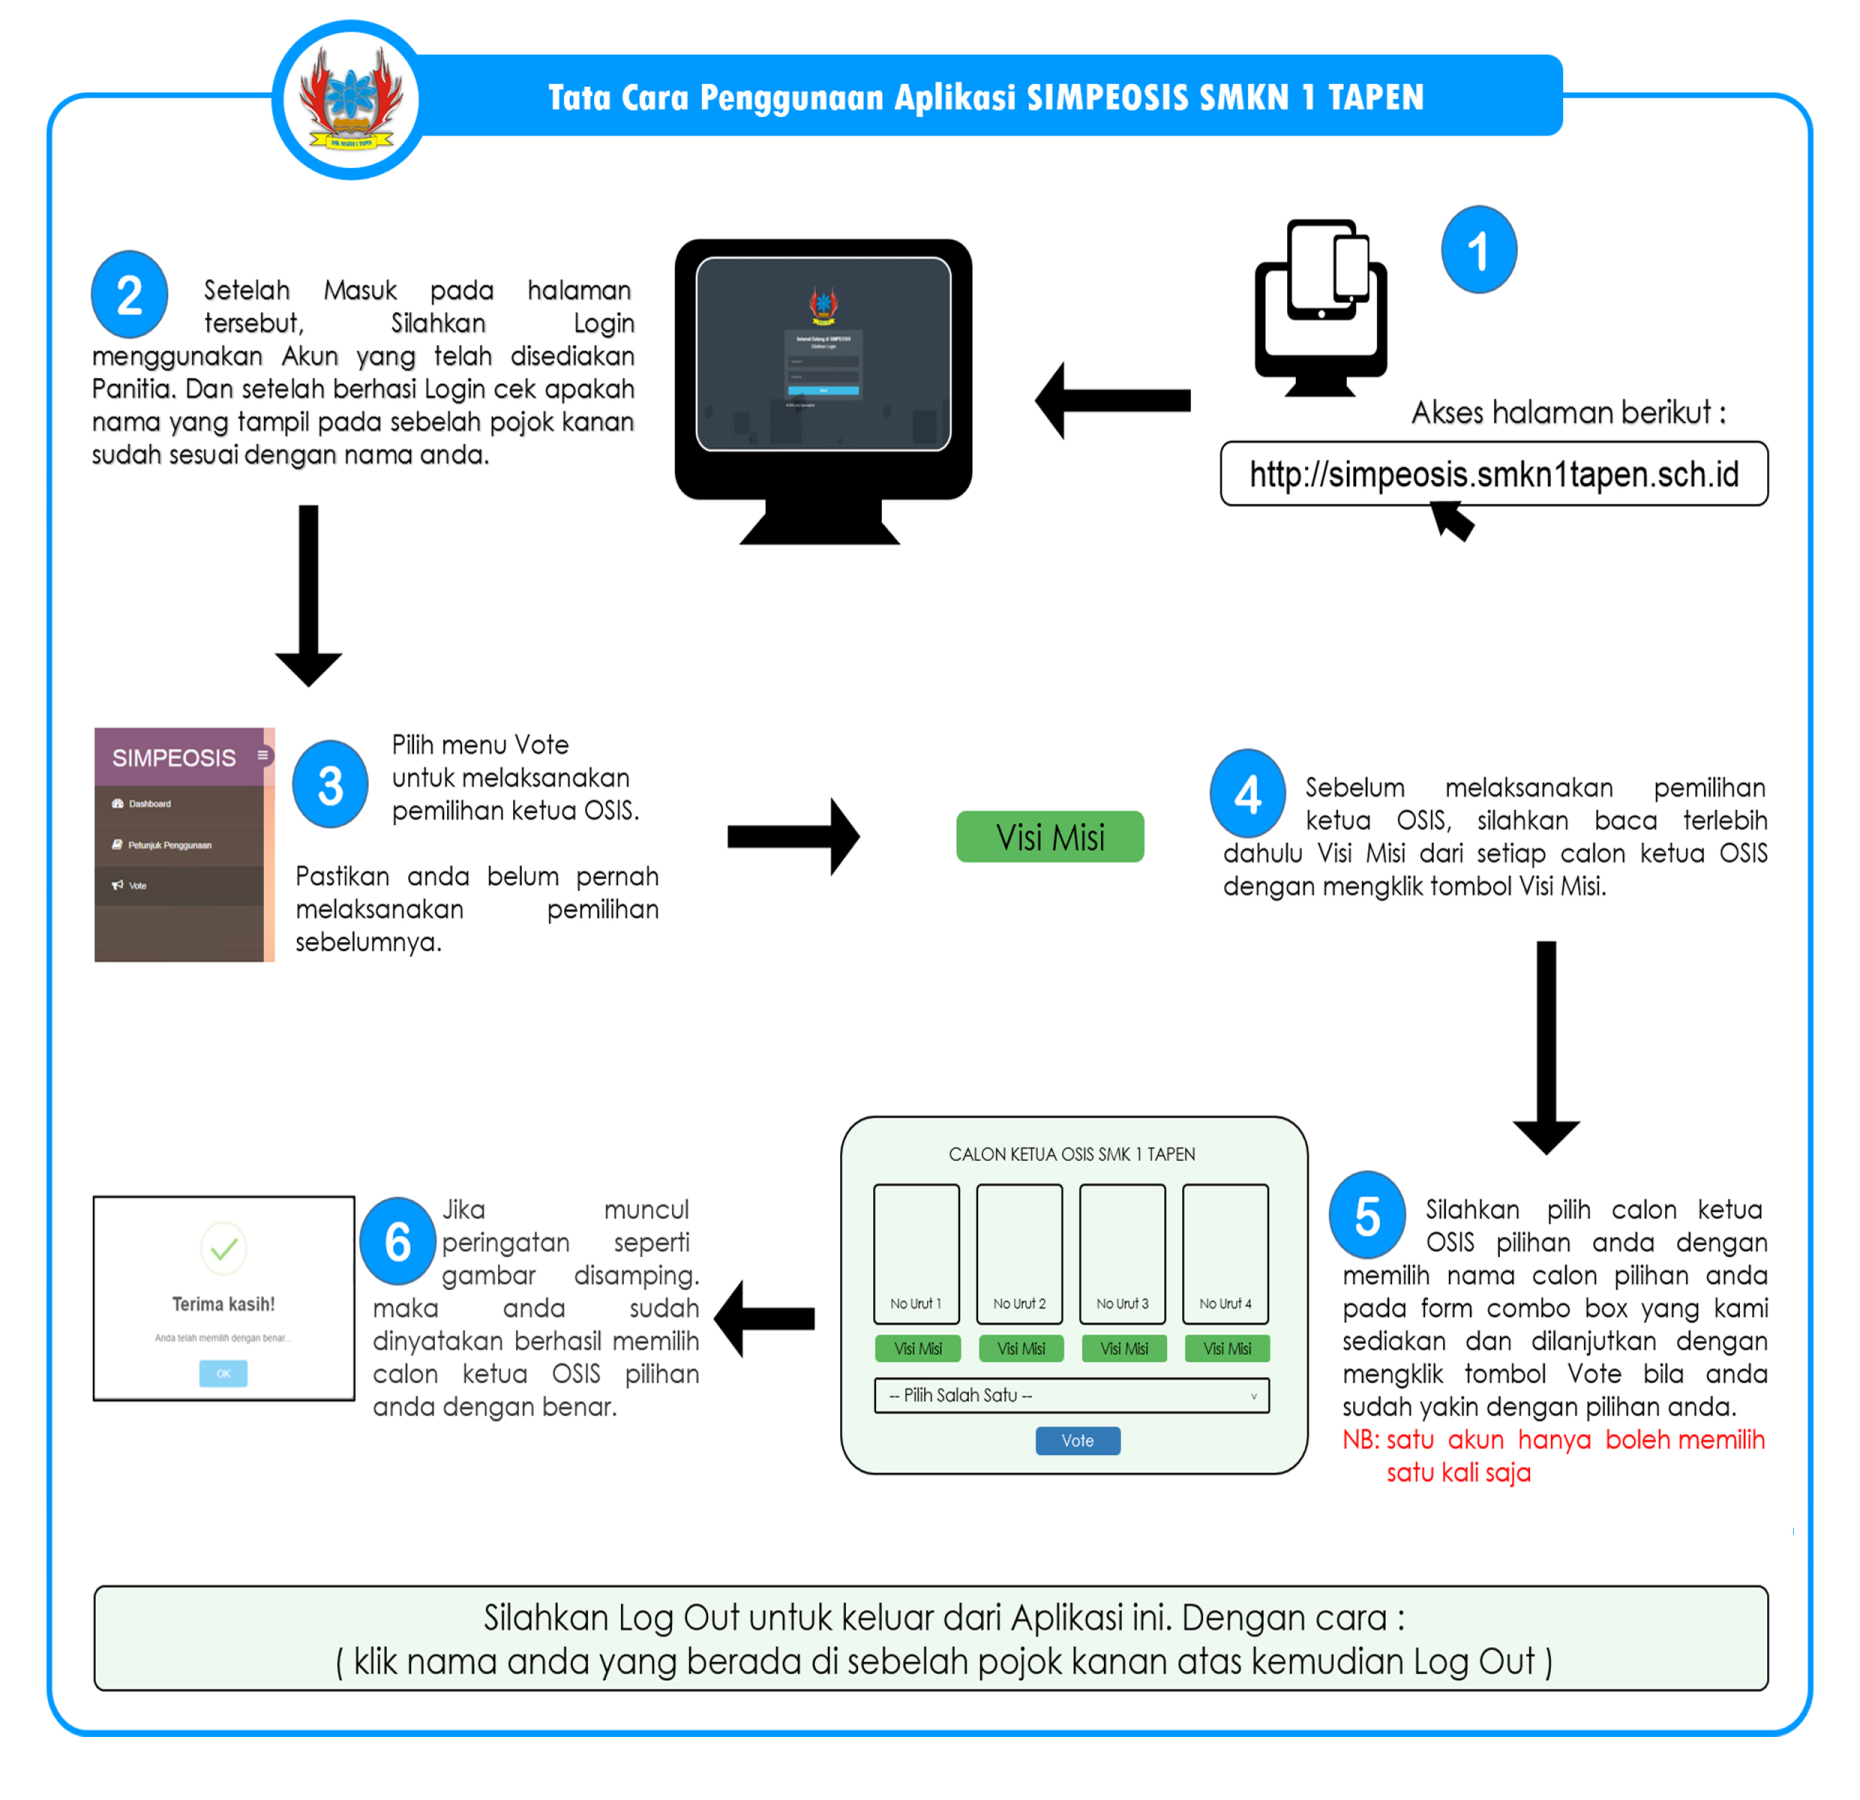 Tata Cara Penggunaan Aplikasi SIMPEOSIS SMKN 1 TAPEN
SMK NEGERI 1 TAPEN
1
Akses halaman berikut :
http://simpeosis.smkn1tapen.sch.id
Selamat Datang di SIMPEOSIS
Silahkan Login
2
Setelah Masuk pada halaman
tersebut, Silahkan Login
menggunakan Akun yang telah disediakan
Panitia. Dan setelah berhasi Login cek apakah
nama yang tampil pada sebelah pojok kanan
sudah sesuai dengan nama anda.
SIMPEOSIS
Dashboard
Petunjuk Penggunaan
Vote
3
Pilih menu Vote
untuk melaksanakan
pemilihan ketua OSIS.
Pastikan anda belum pernah
melaksanakan pemilihan
sebelumnya.
Visi Misi
4
Sebelum melaksanakan pemilihan
ketua OSIS, silahkan baca terlebih
dahulu Visi Misi dari setiap calon ketua OSIS
dengan mengklik tombol Visi Misi.
5
Silahkan pilih calon ketua
OSIS pilihan anda dengan
memilih nama calon pilihan anda
pada form combo box yang kami
sediakan dan dilanjutkan dengan
mengklik tombol Vote bila anda
sudah yakin dengan pilihan anda.
NB: satu akun hanya boleh memilih
satu kali saja
CALON KETUA OSIS SMK 1 TAPEN
No Urut 1 No Urut 2 No Urut 3 No Urut 4
Visi Misi Visi Misi Visi Misi Visi Misi
-- Pilih Salah Satu --
Vote
6
Jika muncul
peringatan seperti
gambar disamping.
maka anda sudah
dinyatakan berhasil memilih
calon ketua OSIS pilihan
anda dengan benar.
Terima kasih!
Anda telah memilih dengan benar...
OK
Silahkan Log Out untuk keluar dari Aplikasi ini. Dengan cara :
( klik nama anda yang berada di sebelah pojok kanan atas kemudian Log Out )